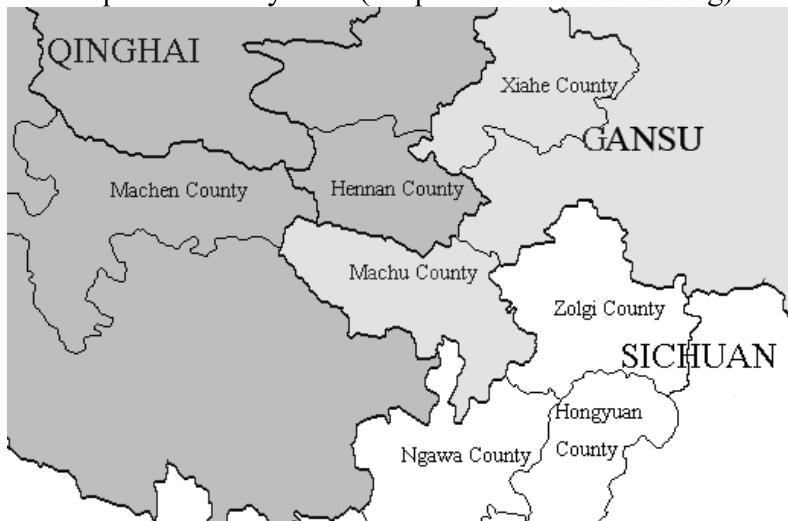 QINGHAI
Xiahe County
GANSU
Machen County
Hennan County
Machu County
Zolgi County
SICHUAN
Hongyuan
County
Ngawa County